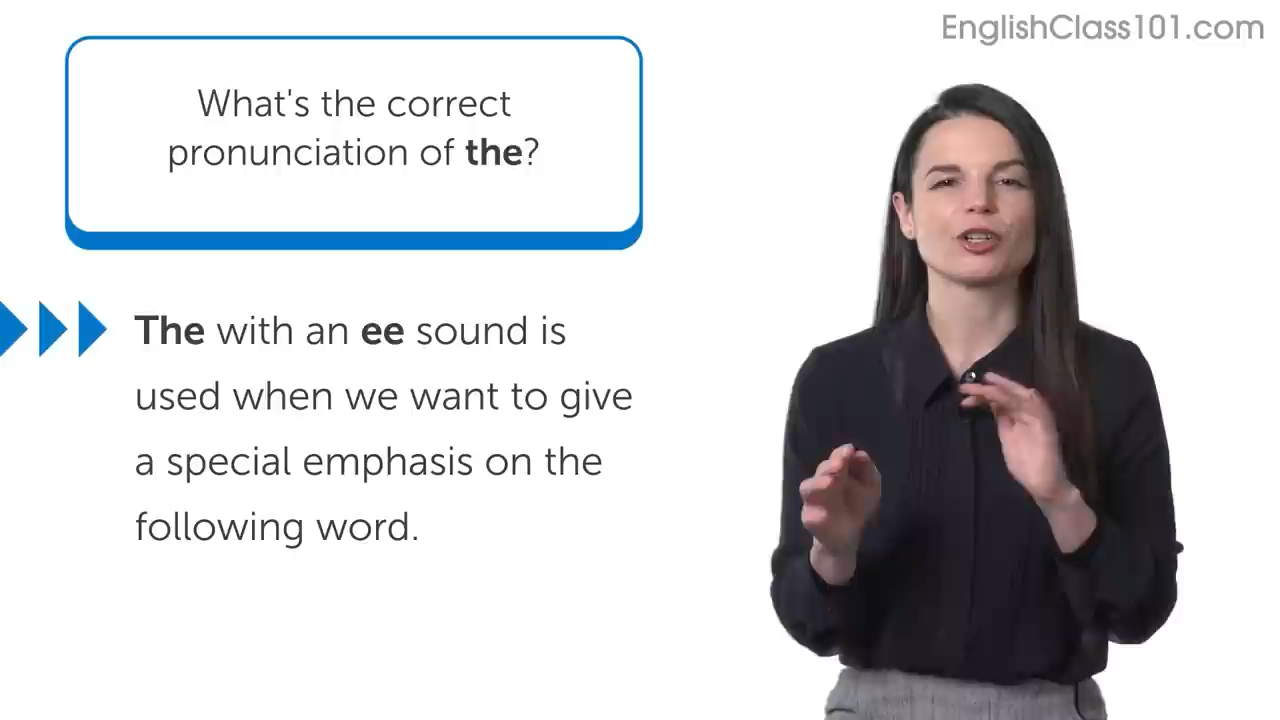 EnglishClass101.com
What's the correct
pronunciation of the?
The with an ee sound is
used when we want to give
a special emphasis on the
following word.